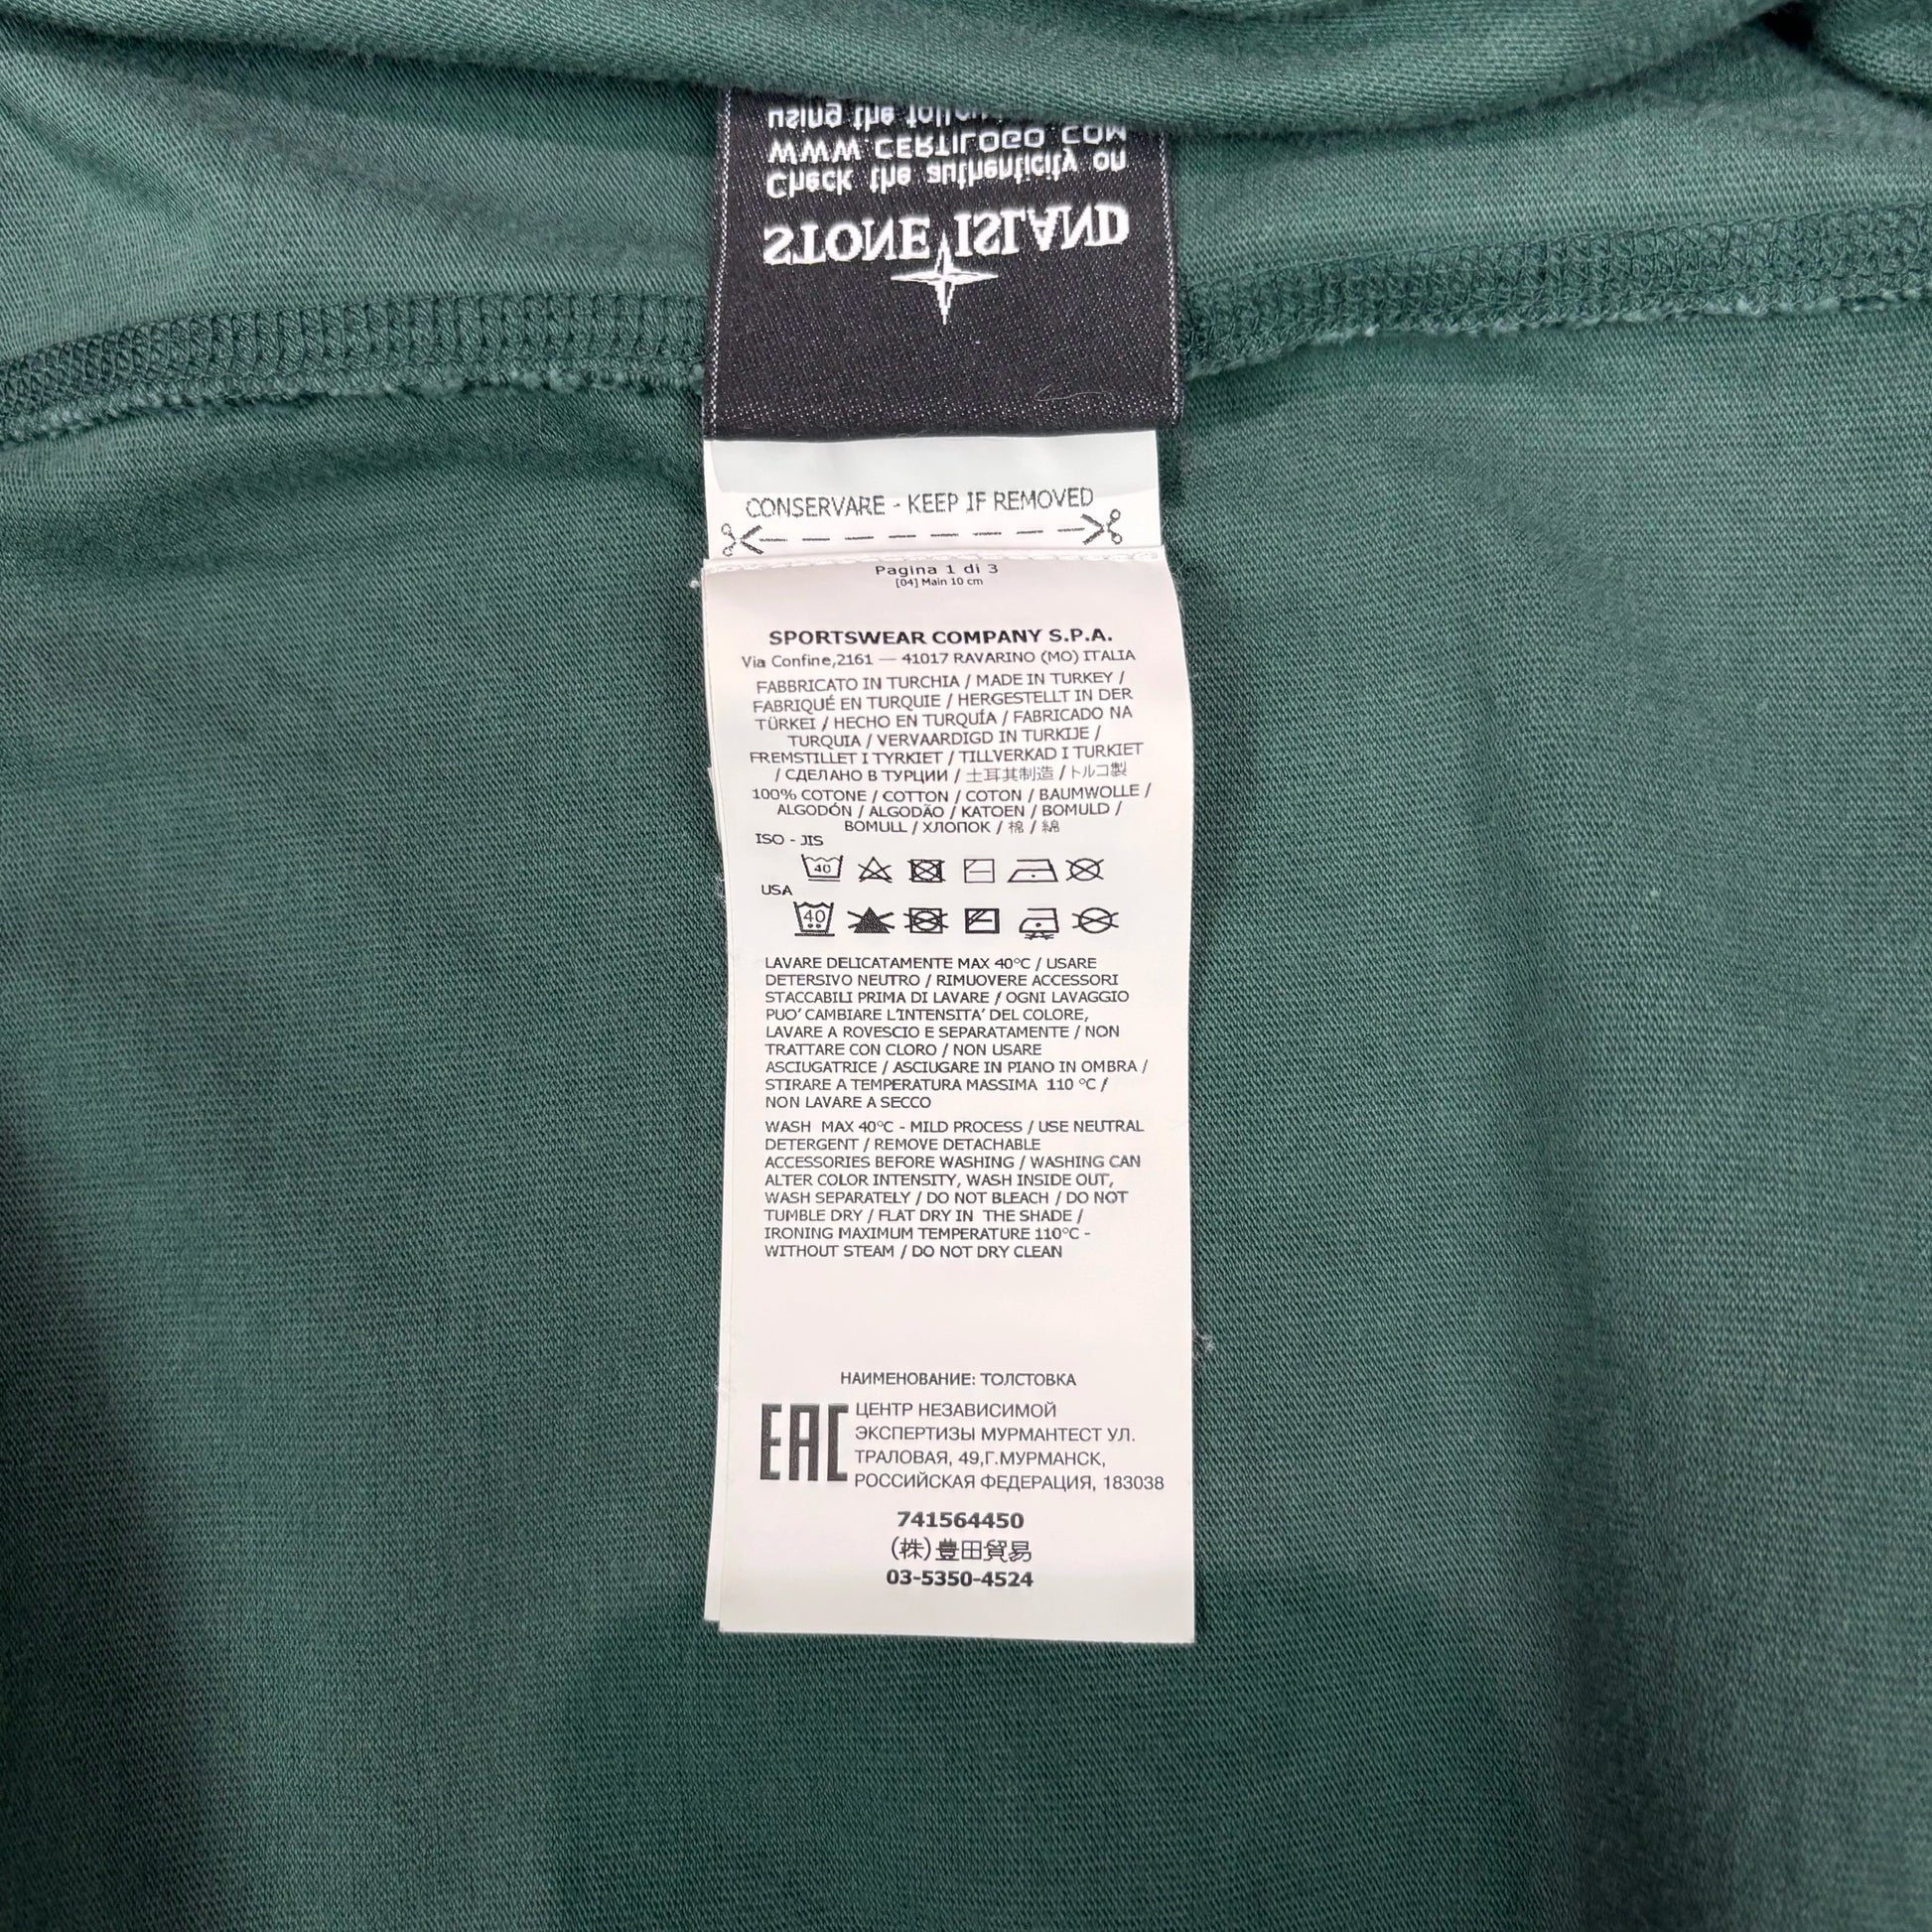 STONE ISLAND
Check the authenticity on
WWW CERTILOGO COM
using the
CONSERVARE - KEEP IF REMOVED
Pagina 1 di 3
[04] Main 10 cm
SPORTSWEAR COMPANY S.P.A.
Via Confine,2161 — 41017 RAVARINO (MO) ITALIA
FABBRICATO IN TURCHIA / MADE IN TURKEY /
FABRIQUÉ EN TURQUIE / HERGESTELLT IN DER
TÜRKEI / HECHO EN TURQUÍA / FABRICADO NA
TURQUIA / VERVAARDIGD IN TURKIJE /
FREMSTILLET I TYRKIET / TILLVERKAD I TURKIET
/ СДЕЛАНО В ТУРЦИИ / 土耳其制造 / トルコ製
100% COTONE / COTTON / COTON / BAUMWOLLE /
ALGODÓN / ALGODÃO / KATOEN / BOMULD /
BOMULL / ХЛОПОК / 棉 / 綿
ISO - JIS
40
USA
40
LAVARE DELICATAMENTE MAX 40°C / USARE
DETERSIVO NEUTRO / RIMUOVERE ACCESSORI
STACCABILI PRIMA DI LAVARE / OGNI LAVAGGIO
PUO' CAMBIARE L'INTENSITA' DEL COLORE,
LAVARE A ROVESCIO E SEPARATAMENTE / NON
TRATTARE CON CLORO / NON USARE
ASCIUGATRICE / ASCIUGARE IN PIANO IN OMBRA /
STIRARE A TEMPERATURA MASSIMA 110 °C /
NON LAVARE A SECCO
WASH MAX 40°C - MILD PROCESS / USE NEUTRAL
DETERGENT / REMOVE DETACHABLE
ACCESSORIES BEFORE WASHING / WASHING CAN
ALTER COLOR INTENSITY, WASH INSIDE OUT,
WASH SEPARATELY / DO NOT BLEACH / DO NOT
TUMBLE DRY / FLAT DRY IN THE SHADE /
IRONING MAXIMUM TEMPERATURE 110°C -
WITHOUT STEAM / DO NOT DRY CLEAN
НАИМЕНОВАНИЕ: ТОЛСТОВКА
EAC
ЦЕНТР НЕЗАВИСИМОЙ
ЭКСПЕРТИЗЫ МУРМАНТЕСТ УЛ.
ТРАЛОВАЯ, 49,Г.МУРМАНСК,
РОССИЙСКАЯ ФЕДЕРАЦИЯ, 183038
741564450
(株)豊田貿易
03-5350-4524